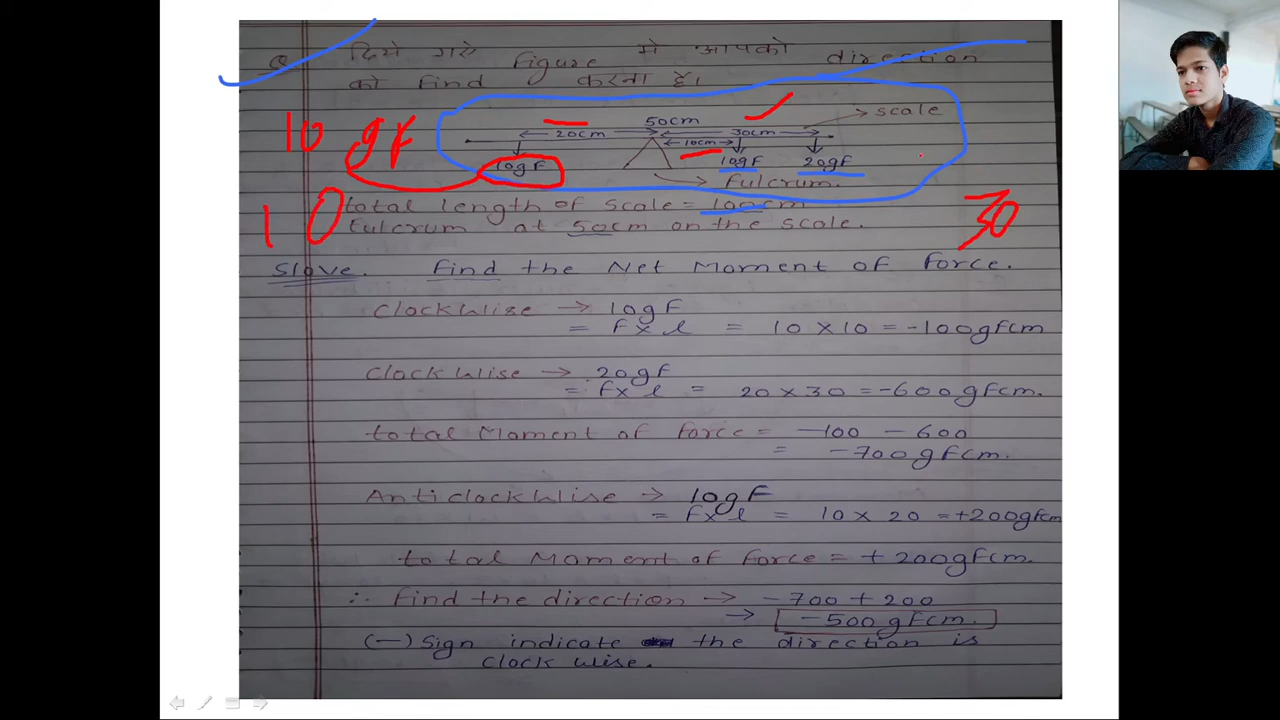 Q दिये गये figure मे आपको direction
को find करना है।
50cm → scale
20cm 30cm
10cm
10gf 10gf 20gf
→ fulcrum.
10 gf
10 30
total length of scale = 100cm
fulcrum at 50cm on the scale.
Slove. Find the Net Moment of force.
Clockwise → 10gf
= f x l = 10 x 10 = -100gfcm
Clockwise → 20gf
= f x l = 20 x 30 = -600gfcm.
total Moment of force = -100 - 600
= -700gfcm.
Anticlockwise → 10gf
= f x l = 10 x 20 = +200gfcm
total Moment of force = +200gfcm.
∴ find the direction → -700 + 200
→ -500gfcm.
(-) Sign indicate the direction is
clock wise.